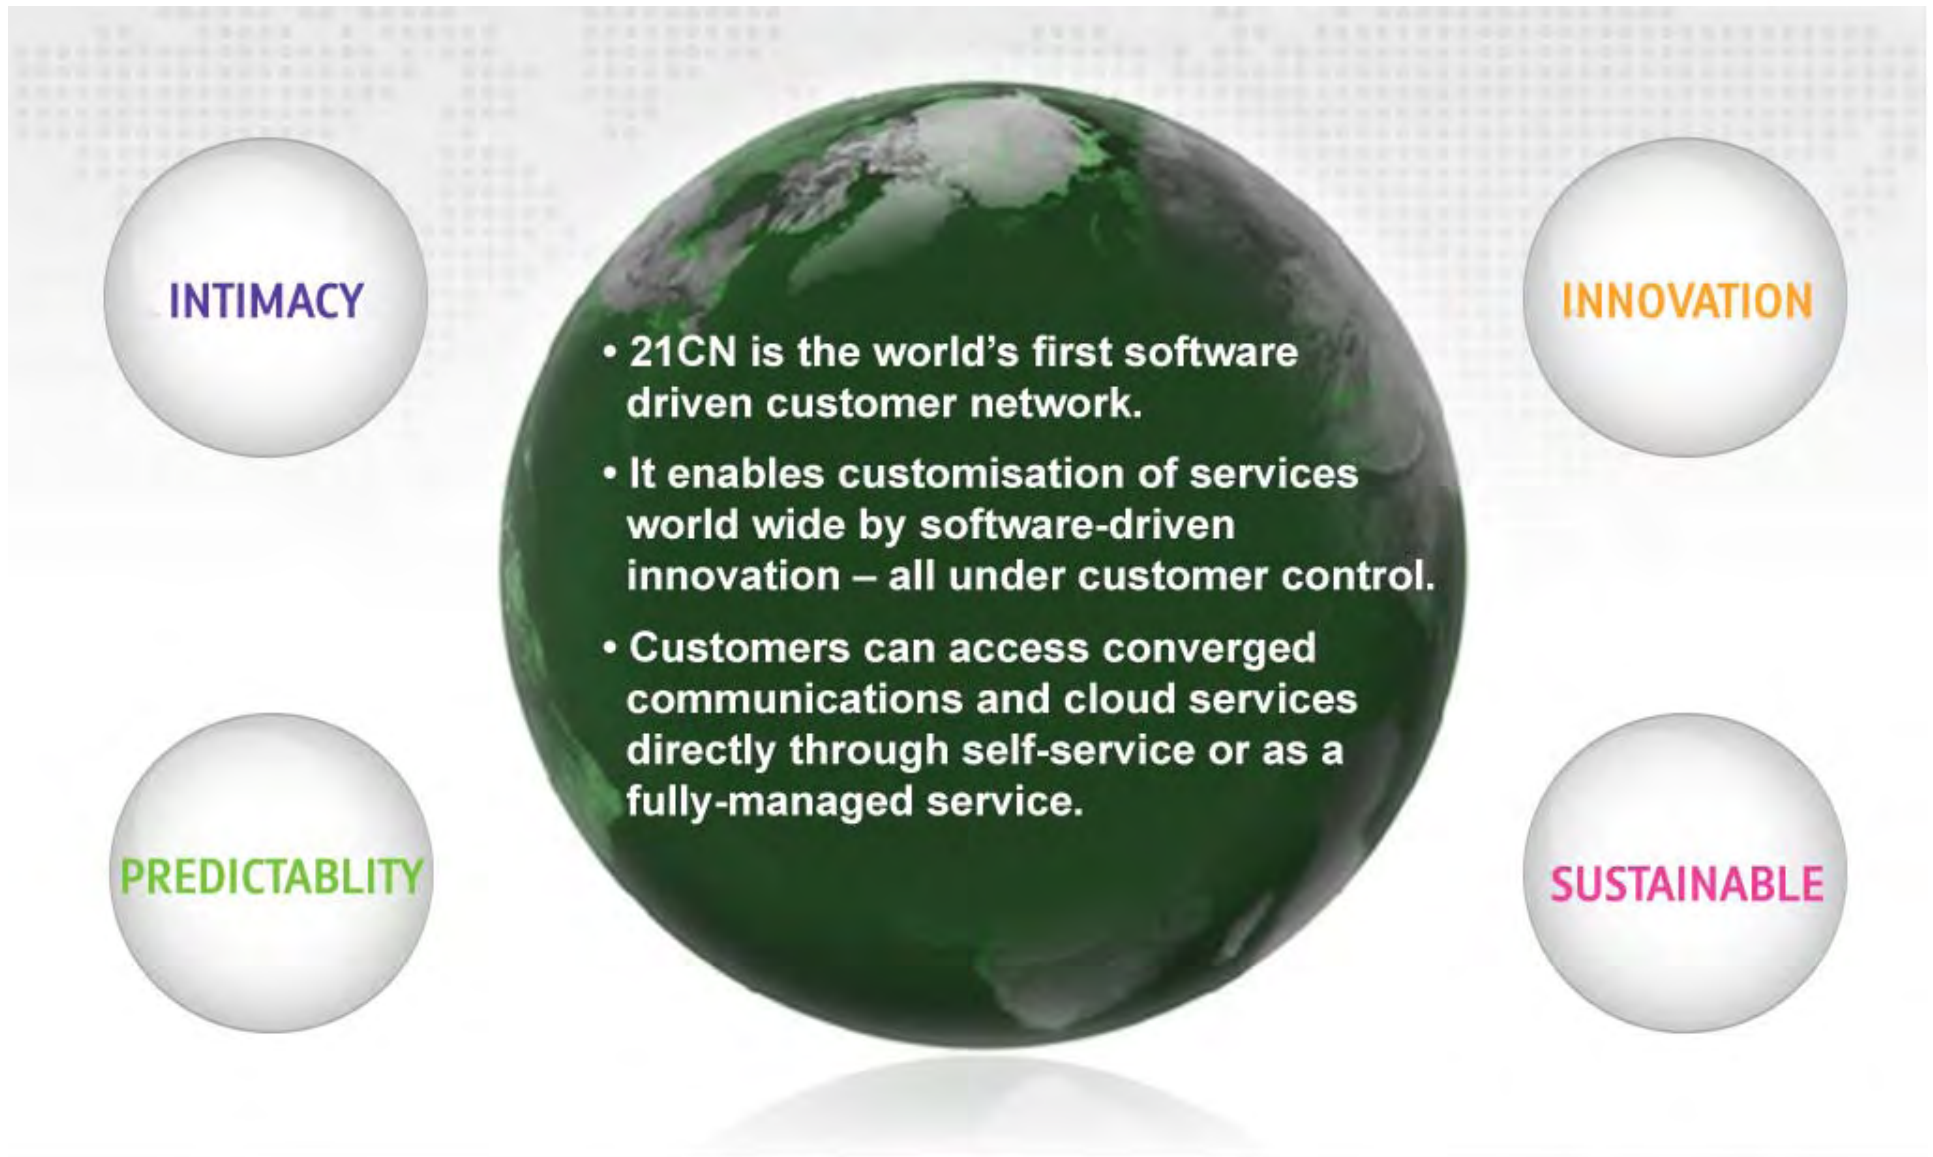 INTIMACY
INNOVATION
• 21CN is the world’s first software
driven customer network.
• It enables customisation of services
world wide by software-driven
innovation – all under customer control.
• Customers can access converged
communications and cloud services
directly through self-service or as a
fully-managed service.
PREDICTABLITY
SUSTAINABLE